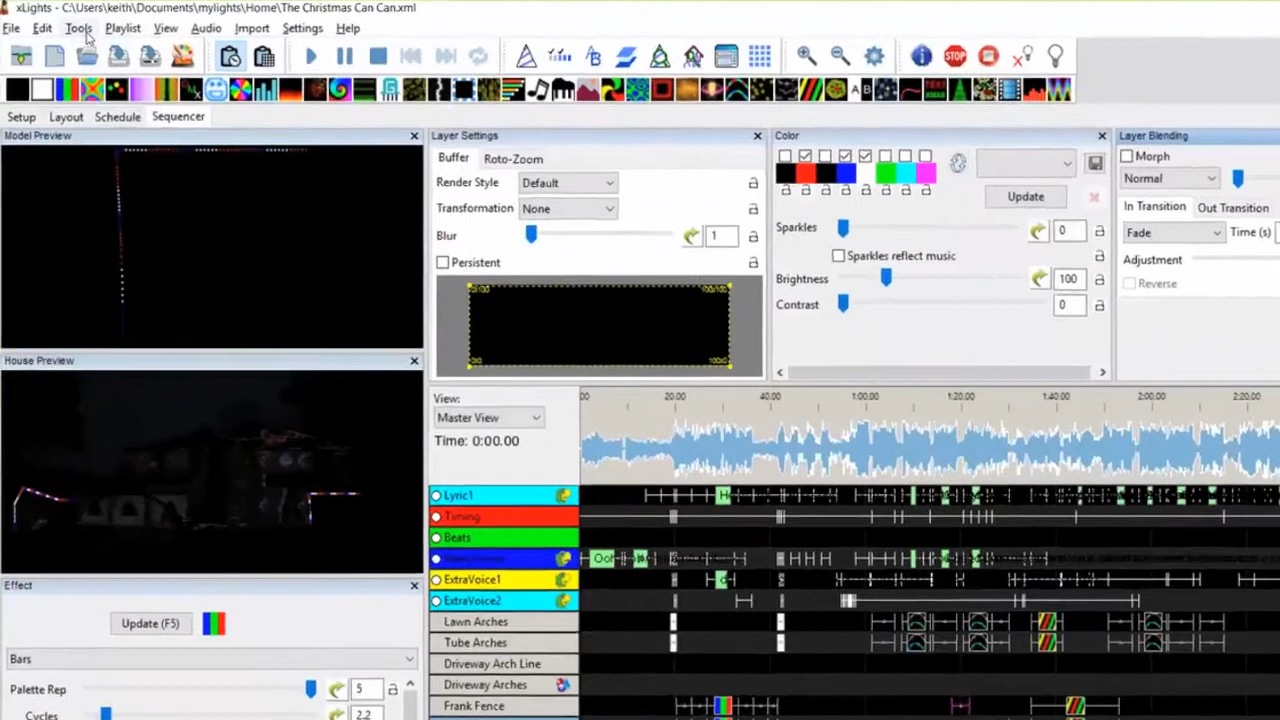 xLights - C:\Users\keith\Documents\mylights\Home\The Christmas Can Can.xml
File Edit Tools Playlist View Audio Import Settings Help
Setup Layout Schedule Sequencer
Model Preview
Layer Settings
Color
Layer Blending
Buffer Roto-Zoom
Render Style Default
Transformation None
Blur 1
Persistent
0x100 100x100
0x0 100x0
Update
Sparkles 0
Sparkles reflect music
Brightness 100
Contrast 0
Morph
Normal
In Transition Out Transition
Fade Time (s)
Adjustment
Reverse
House Preview
View:
Master View
Time: 0:00.00
00 20.00 40.00 1:00.00 1:20.00 1:40.00 2:00.00 2:20.00
Lyric1
Timing
Beats
Ooh
ExtraVoice1
ExtraVoice2
Lawn Arches
Tube Arches
Driveway Arch Line
Driveway Arches
Frank Fence
Effect
Update (F5)
Bars
Palette Rep 5
Cycles 2.2